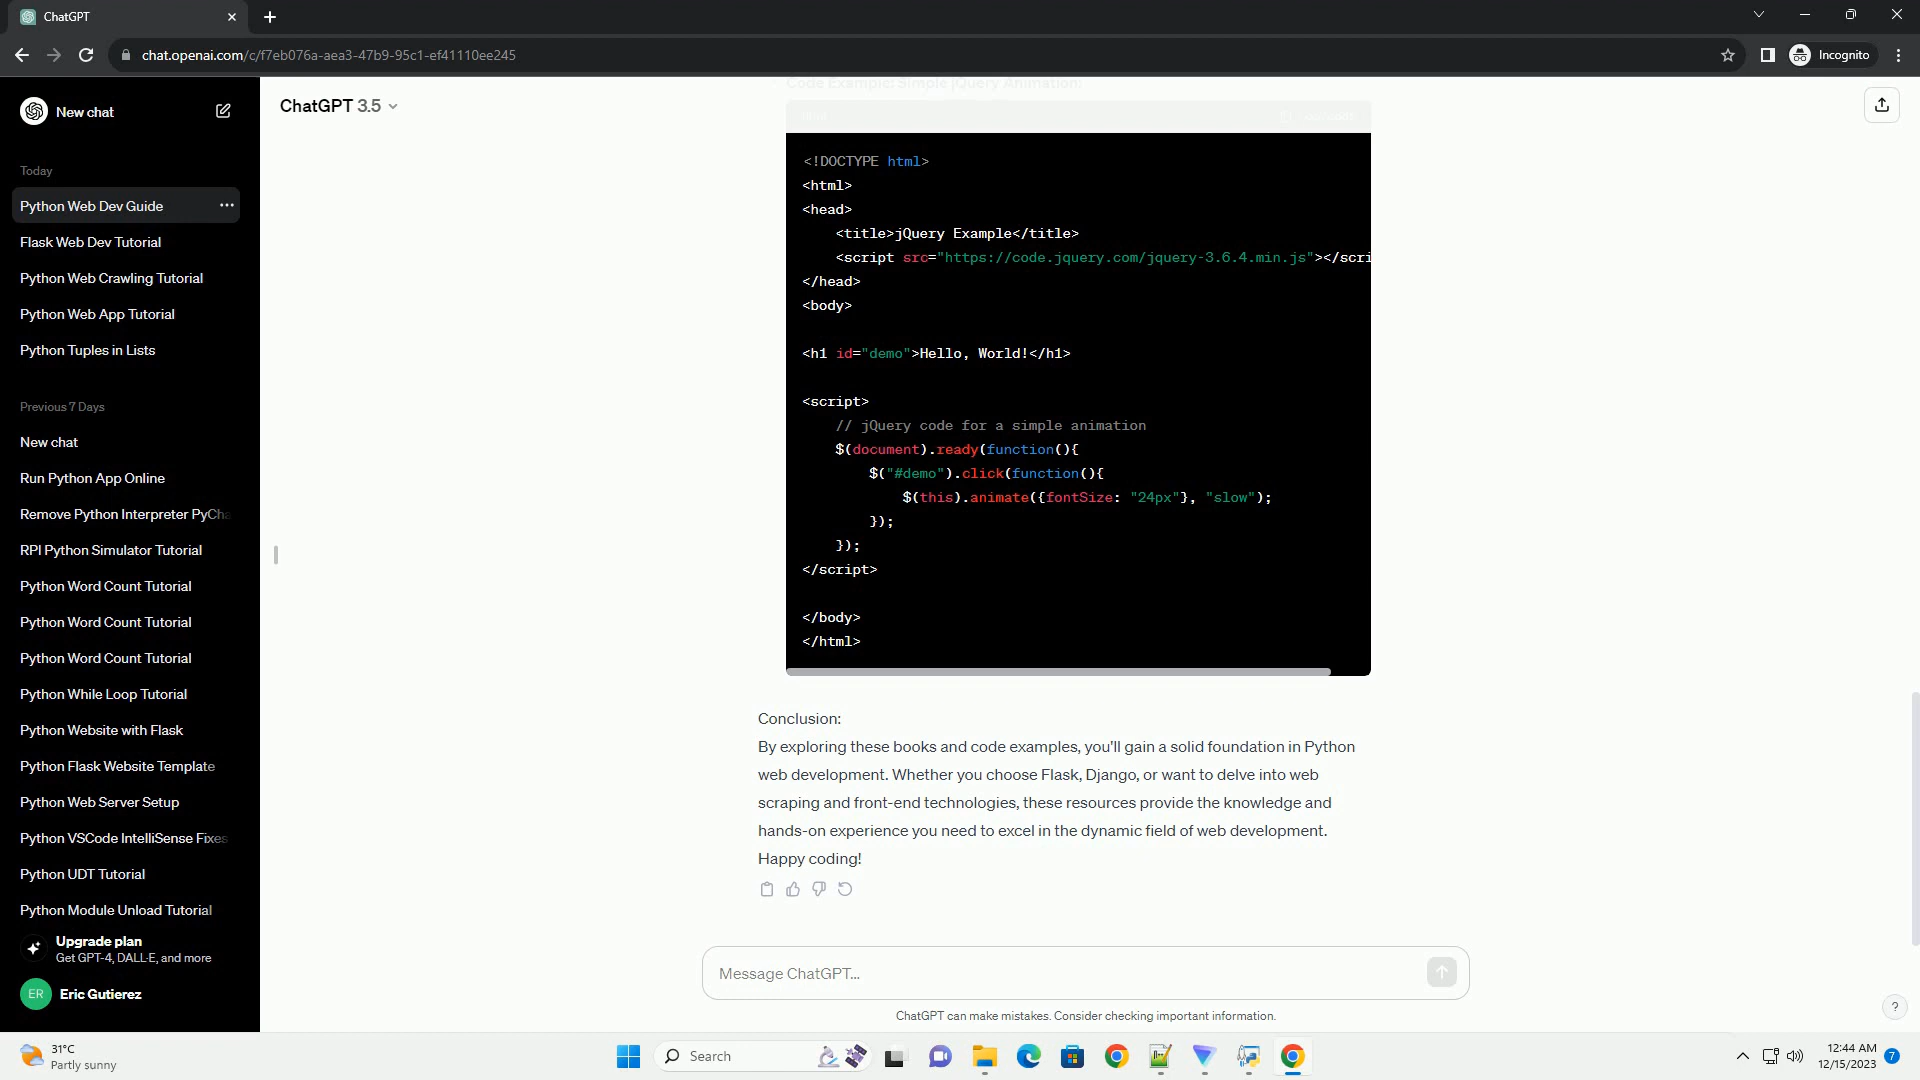 ChatGPT
chat.openai.com/c/f7eb076a-aea3-47b9-95c1-ef41110ee245
Incognito
New chat
ChatGPT 3.5
Today
Python Web Dev Guide
Flask Web Dev Tutorial
Python Web Crawling Tutorial
Python Web App Tutorial
Python Tuples in Lists
Previous 7 Days
New chat
Run Python App Online
Remove Python Interpreter PyCha
RPI Python Simulator Tutorial
Python Word Count Tutorial
Python Word Count Tutorial
Python Word Count Tutorial
Python While Loop Tutorial
Python Website with Flask
Python Flask Website Template
Python Web Server Setup
Python VSCode IntelliSense Fixes
Python UDT Tutorial
Python Module Unload Tutorial
Upgrade plan
Get GPT-4, DALL·E, and more
ER
Eric Gutierez
Code Example: Simple jQuery Animation:
<!DOCTYPE html>
<html>
<head>
<title>jQuery Example</title>
<script src="https://code.jquery.com/jquery-3.6.4.min.js"></scri
</head>
<body>
<h1 id="demo">Hello, World!</h1>
<script>
// jQuery code for a simple animation
$(document).ready(function(){
$("#demo").click(function(){
$(this).animate({fontSize: "24px"}, "slow");
});
});
</script>
</body>
</html>
Conclusion:
By exploring these books and code examples, you'll gain a solid foundation in Python
web development. Whether you choose Flask, Django, or want to delve into web
scraping and front-end technologies, these resources provide the knowledge and
hands-on experience you need to excel in the dynamic field of web development.
Happy coding!
Message ChatGPT...
ChatGPT can make mistakes. Consider checking important information.
?
31°C
Partly sunny
Search
12:44 AM
12/15/2023
7